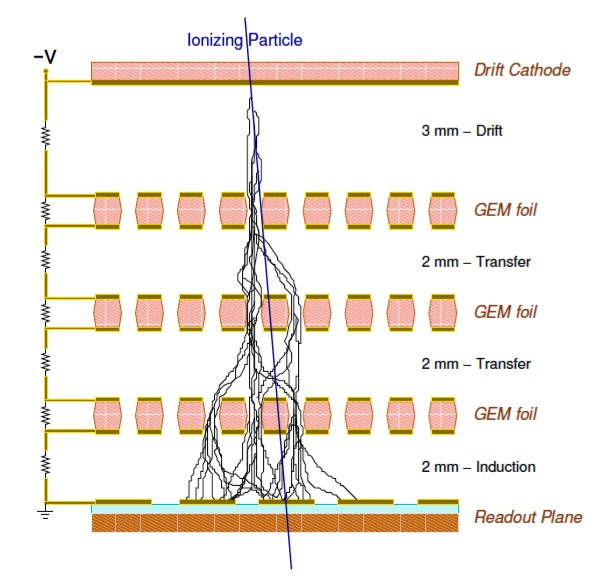 Ionizing Particle
–V
Drift Cathode
3 mm – Drift
GEM foil
2 mm – Transfer
GEM foil
2 mm – Transfer
GEM foil
2 mm – Induction
Readout Plane